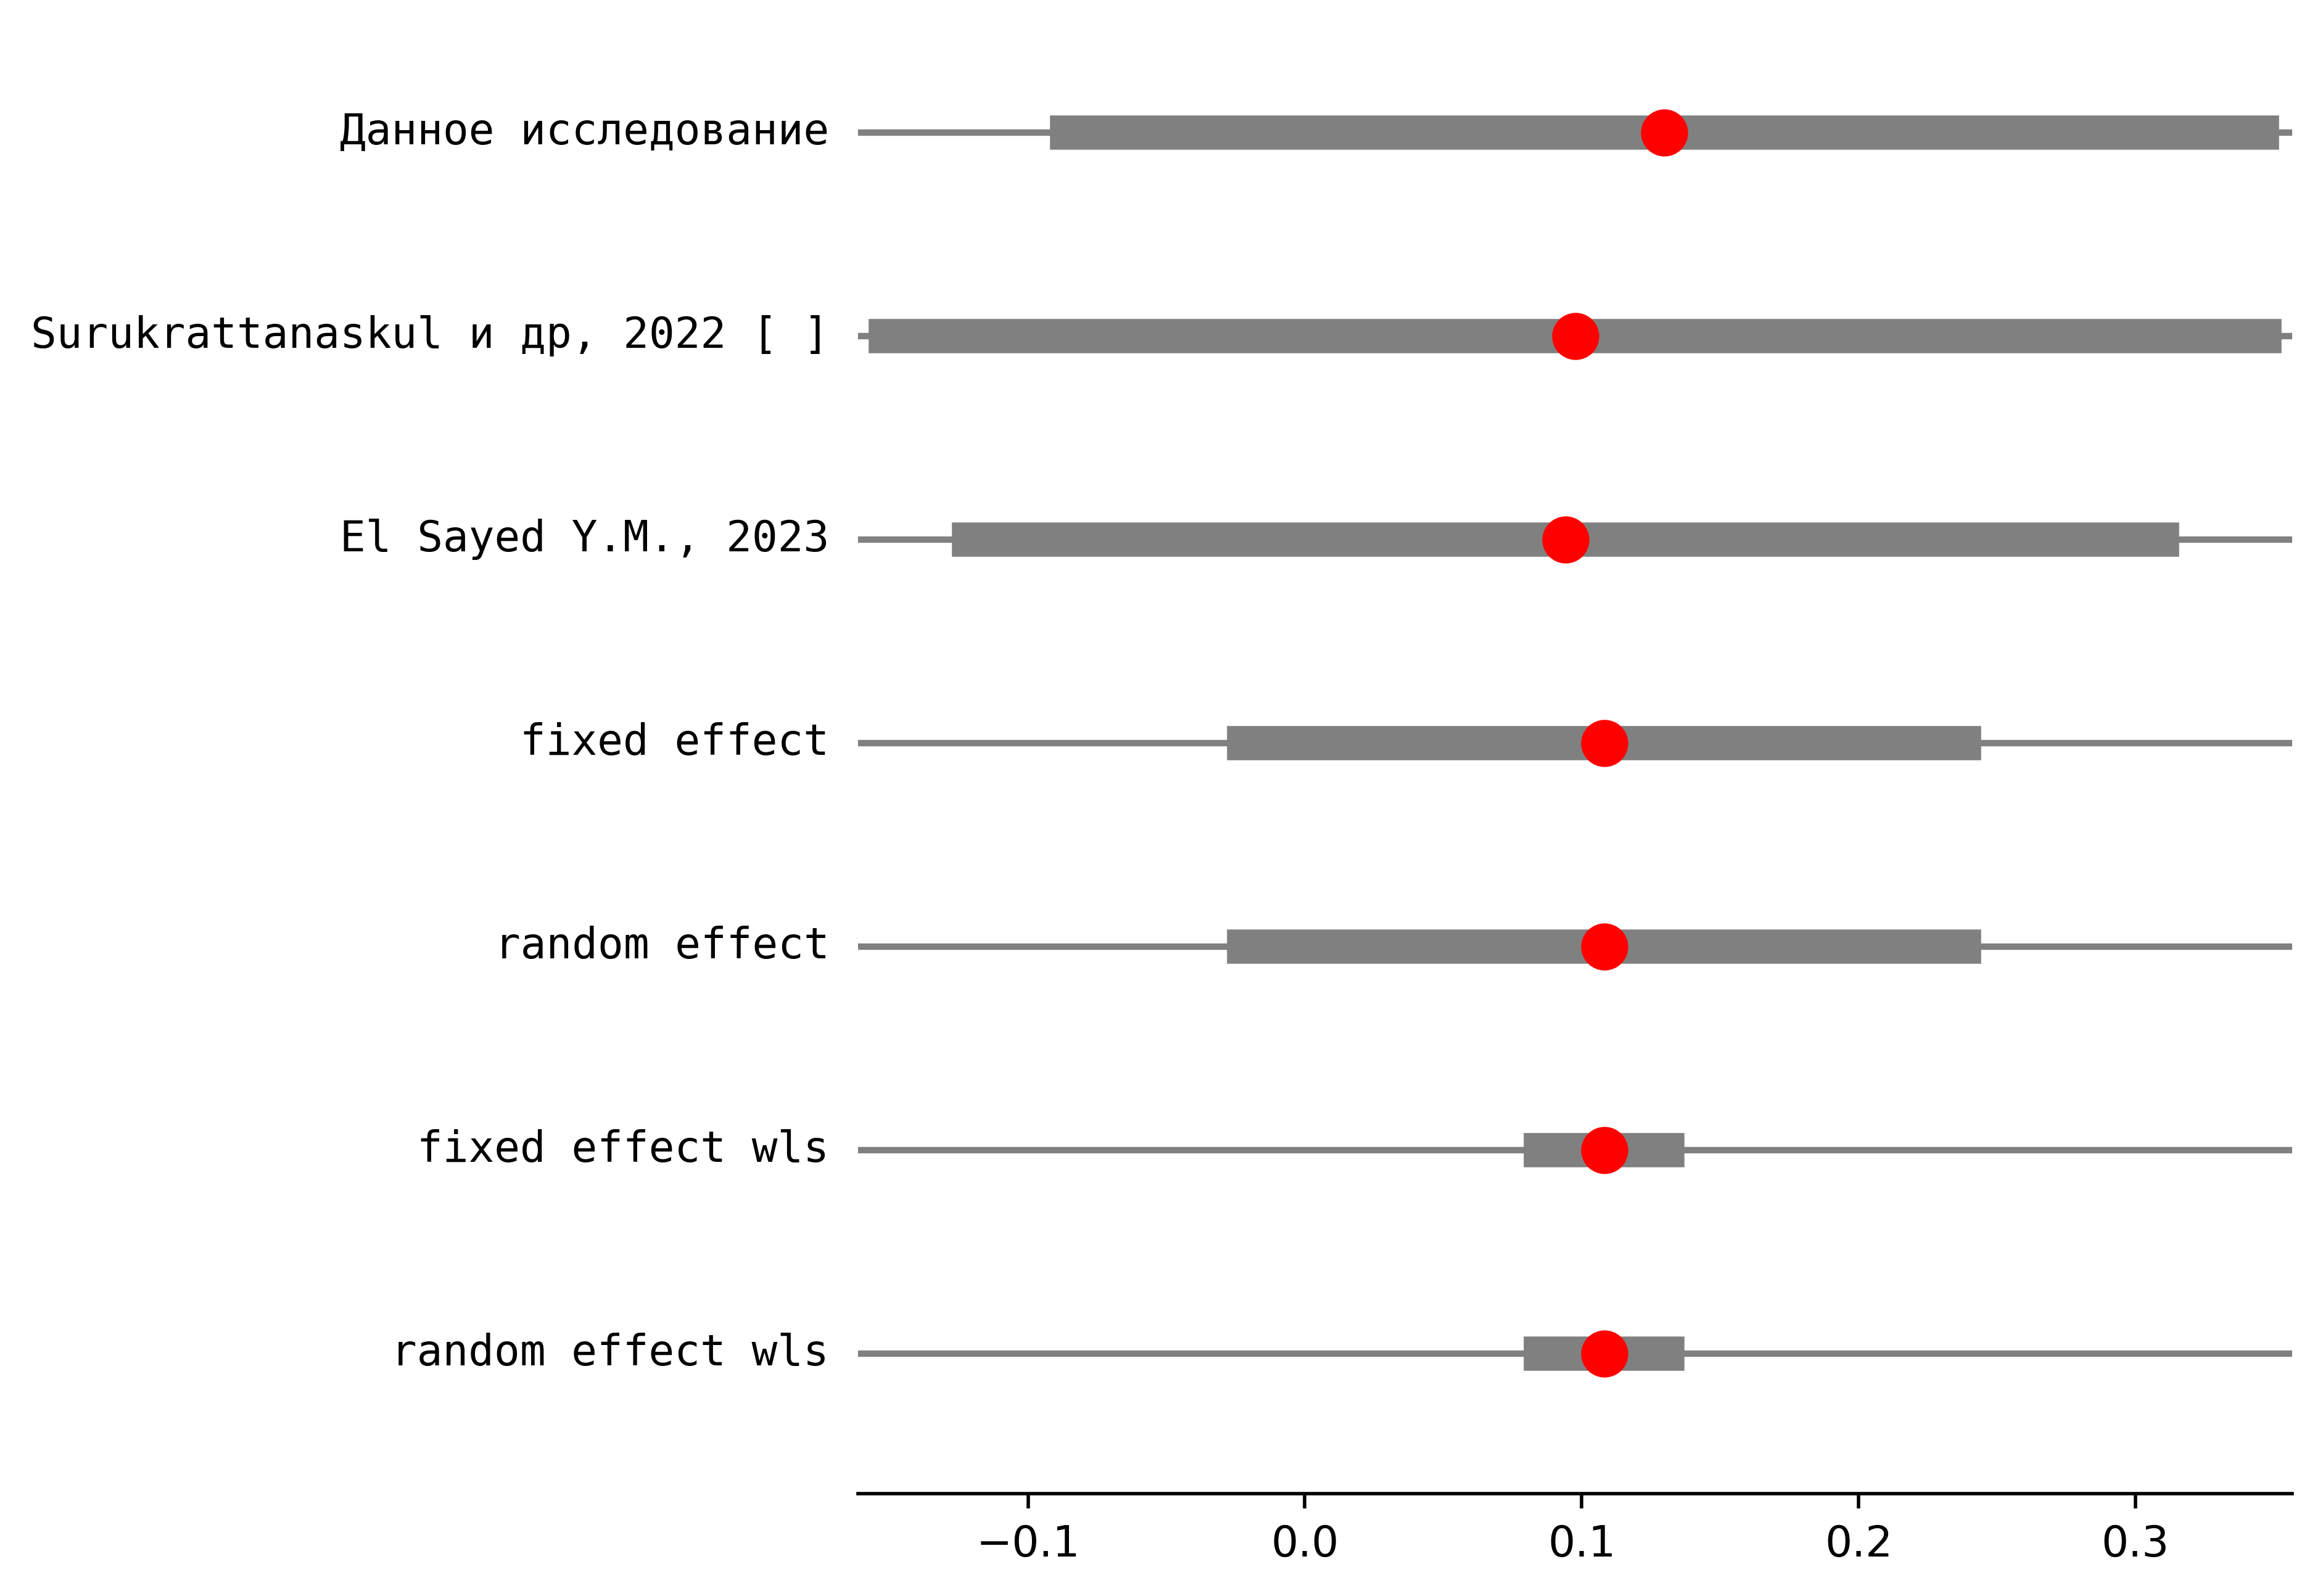 Данное исследование
Surukrattanaskul и др, 2022 [ ]
El Sayed Y.M., 2023
fixed effect
random effect
fixed effect wls
random effect wls
−0.1 0.0 0.1 0.2 0.3